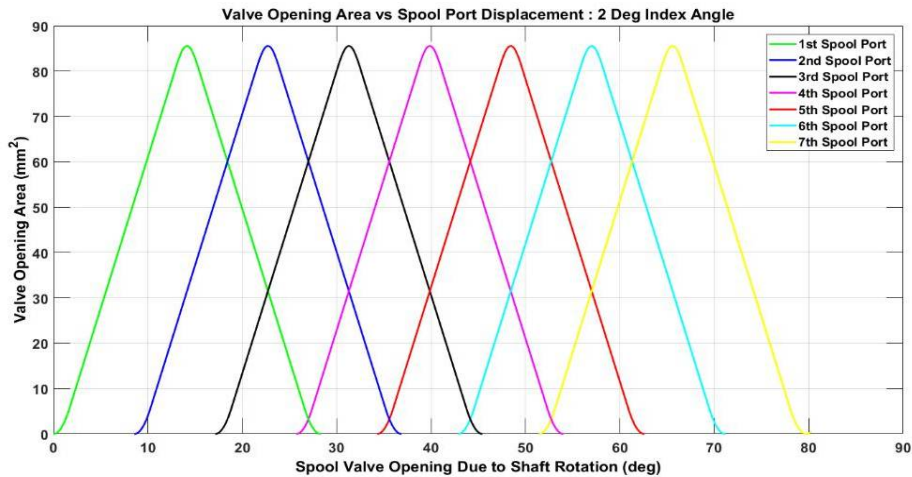 Valve Opening Area vs Spool Port Displacement : 2 Deg Index Angle
90
80
70
60
50
40
30
20
10
0
Valve Opening Area (mm²)
1st Spool Port
2nd Spool Port
3rd Spool Port
4th Spool Port
5th Spool Port
6th Spool Port
7th Spool Port
0 10 20 30 40 50 60 70 80 90
Spool Valve Opening Due to Shaft Rotation (deg)